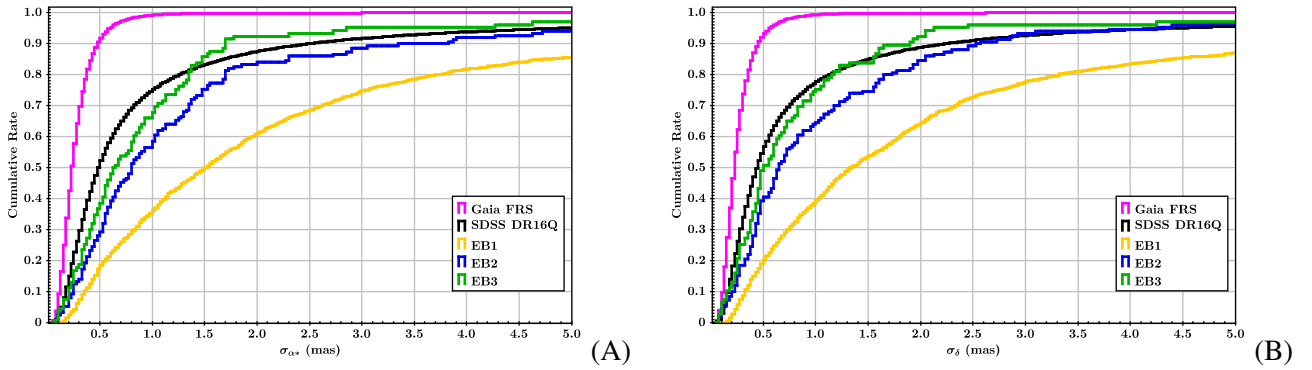 1.0
0.9
0.8
0.7
0.6
0.5
0.4
0.3
0.2
0.1
0
Cumulative Rate
0.5 1.0 1.5 2.0 2.5 3.0 3.5 4.0 4.5 5.0
σα∗ (mas)
Gaia FRS
SDSS DR16Q
EB1
EB2
EB3
(A)
1.0
0.9
0.8
0.7
0.6
0.5
0.4
0.3
0.2
0.1
0
Cumulative Rate
0.5 1.0 1.5 2.0 2.5 3.0 3.5 4.0 4.5 5.0
σδ (mas)
Gaia FRS
SDSS DR16Q
EB1
EB2
EB3
(B)